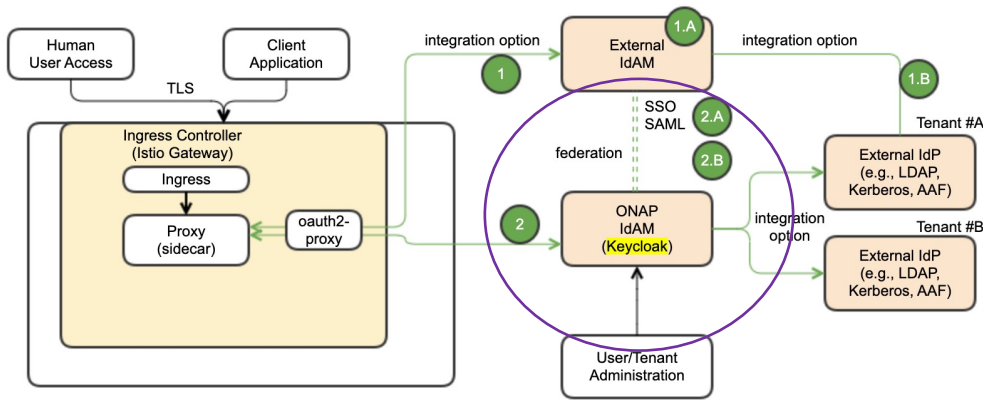 Human
User Access
Client
Application
TLS
Ingress Controller
(Istio Gateway)
Ingress
Proxy
(sidecar)
oauth2-
proxy
integration option
1
2
External
IdAM
1.A
integration option
1.B
SSO
SAML
2.A
2.B
federation
ONAP
IdAM
(Keycloak)
integration
option
Tenant #A
External IdP
(e.g., LDAP,
Kerberos, AAF)
Tenant #B
External IdP
(e.g., LDAP,
Kerberos, AAF)
User/Tenant
Administration